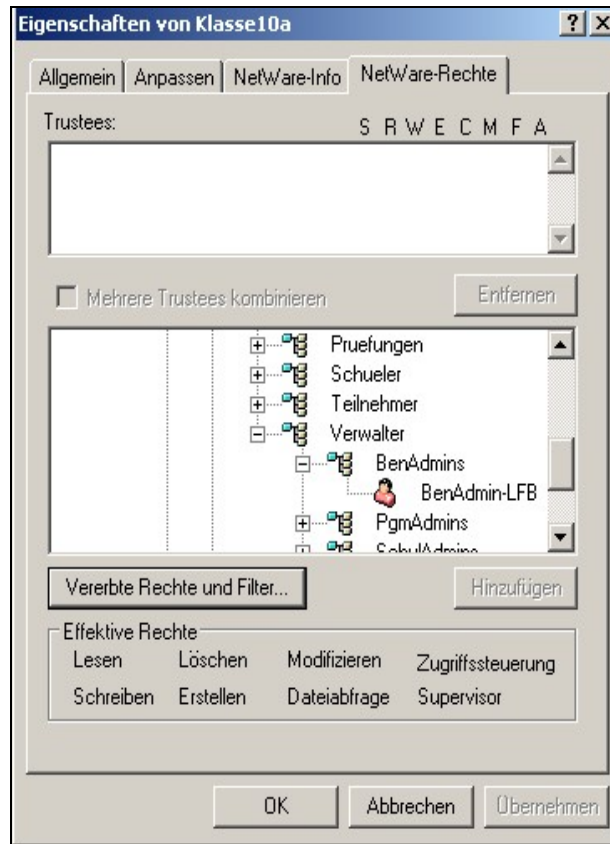 Eigenschaften von Klasse10a
Allgemein Anpassen NetWare-Info NetWare-Rechte
Trustees: S R W E C M F A
Mehrere Trustees kombinieren Entfernen
Pruefungen
Schueler
Teilnehmer
Verwalter
BenAdmins
BenAdmin-LFB
PgmAdmins
SchulAdmins
Vererbte Rechte und Filter... Hinzufügen
Effektive Rechte
Lesen Löschen Modifizieren Zugriffssteuerung
Schreiben Erstellen Dateiabfrage Supervisor
OK Abbrechen Übernehmen